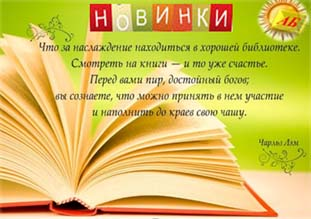 НОВИНКИ
АБ
Что за наслаждение находиться в хорошей библиотеке.
Смотреть на книги — и то уже счастье.
Перед вами пир, достойный богов;
вы сознаете, что можно принять в нем участие
и наполнить до краев свою чашу.
Чарльз Лэм